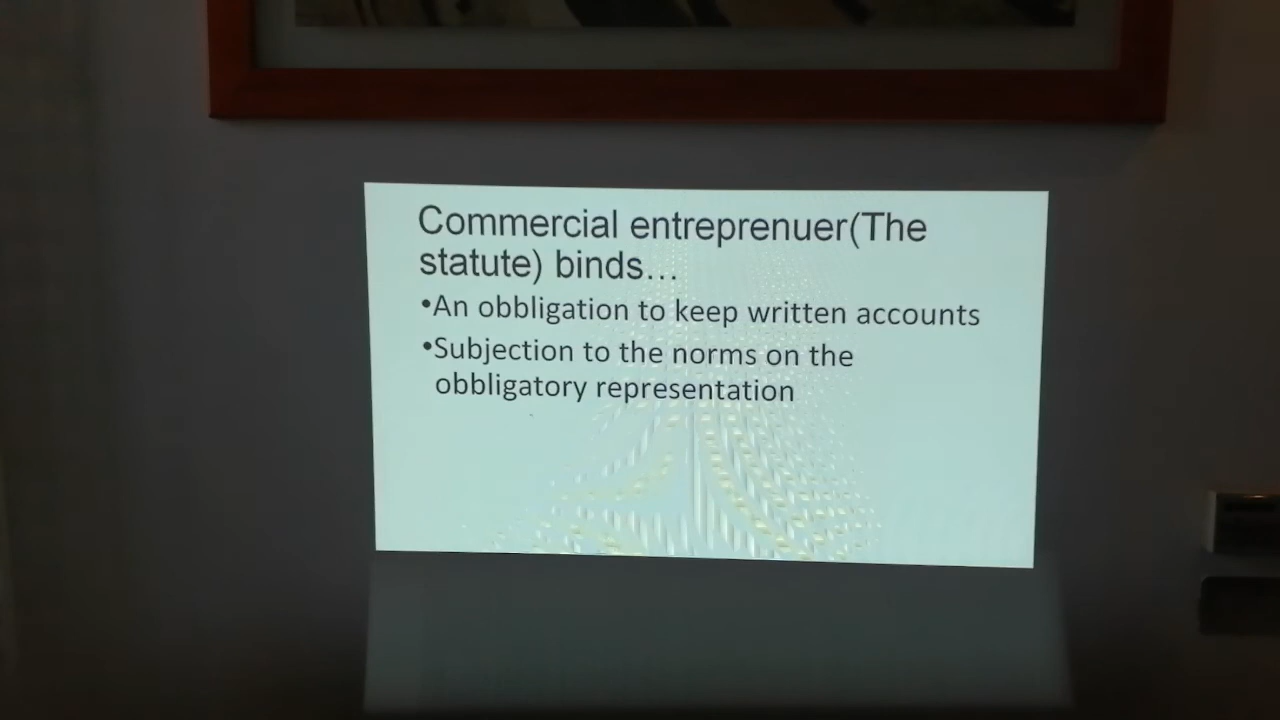 Commercial entreprenuer(The
statute) binds…
•An obbligation to keep written accounts
•Subjection to the norms on the
obbligatory representation